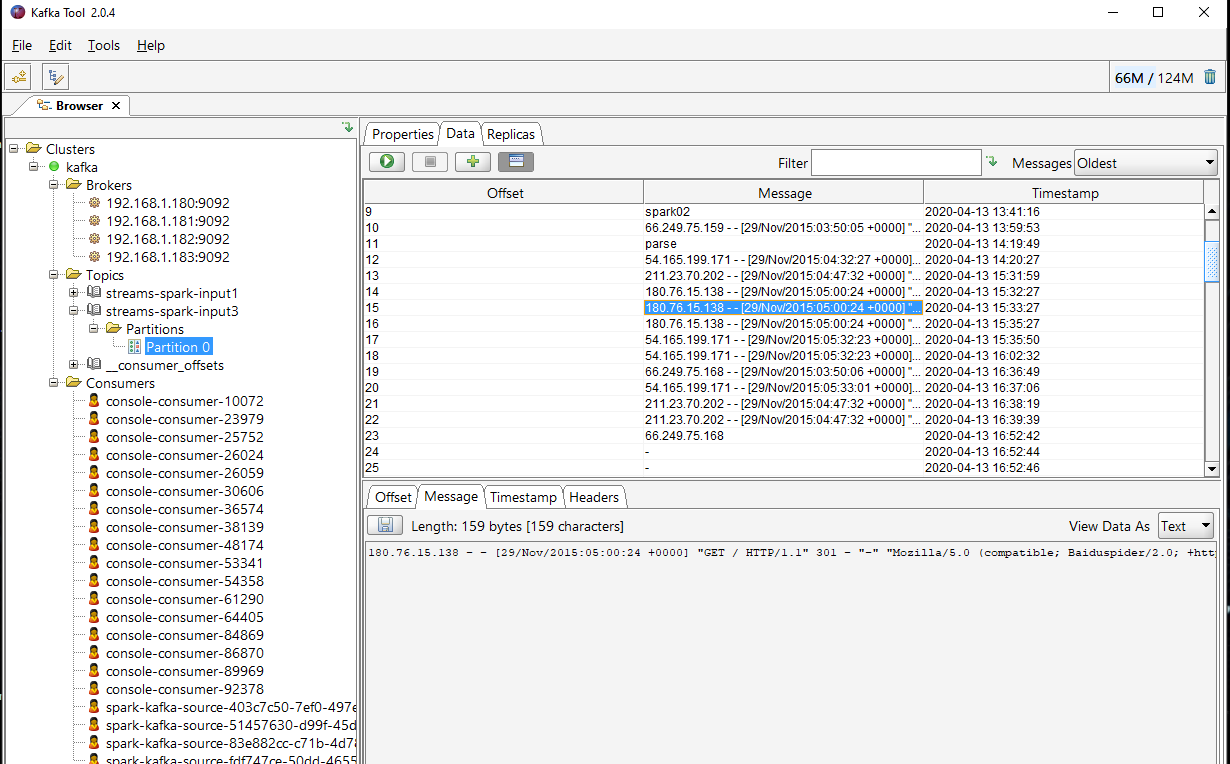 Kafka Tool 2.0.4
File Edit Tools Help
66M / 124M
Browser
Clusters
kafka
Brokers
192.168.1.180:9092
192.168.1.181:9092
192.168.1.182:9092
192.168.1.183:9092
Topics
streams-spark-input1
streams-spark-input3
Partitions
Partition 0
__consumer_offsets
Consumers
console-consumer-10072
console-consumer-23979
console-consumer-25752
console-consumer-26024
console-consumer-26059
console-consumer-30606
console-consumer-36574
console-consumer-38139
console-consumer-48174
console-consumer-53341
console-consumer-54358
console-consumer-61290
console-consumer-64405
console-consumer-84869
console-consumer-86870
console-consumer-89969
console-consumer-92378
spark-kafka-source-403c7c50-7ef0-497e
spark-kafka-source-51457630-d99f-45d
spark-kafka-source-83e882cc-c71b-4d78
spark-kafka-source-fdf747ce-50dd-4655
Properties Data Replicas
Filter Messages Oldest
Offset Message Timestamp
9 spark02 2020-04-13 13:41:16
10 66.249.75.159 - - [29/Nov/2015:03:50:05 +0000] "... 2020-04-13 13:59:53
11 parse 2020-04-13 14:19:49
12 54.165.199.171 - - [29/Nov/2015:04:32:27 +0000]... 2020-04-13 14:20:27
13 211.23.70.202 - - [29/Nov/2015:04:47:32 +0000] "... 2020-04-13 15:31:59
14 180.76.15.138 - - [29/Nov/2015:05:00:24 +0000] "... 2020-04-13 15:32:27
15 180.76.15.138 - - [29/Nov/2015:05:00:24 +0000] "... 2020-04-13 15:33:27
16 180.76.15.138 - - [29/Nov/2015:05:00:24 +0000] "... 2020-04-13 15:35:27
17 54.165.199.171 - - [29/Nov/2015:05:32:23 +0000]... 2020-04-13 15:35:50
18 54.165.199.171 - - [29/Nov/2015:05:32:23 +0000]... 2020-04-13 16:02:32
19 66.249.75.168 - - [29/Nov/2015:03:50:06 +0000] "... 2020-04-13 16:36:49
20 54.165.199.171 - - [29/Nov/2015:05:33:01 +0000]... 2020-04-13 16:37:06
21 211.23.70.202 - - [29/Nov/2015:04:47:32 +0000] "... 2020-04-13 16:38:19
22 211.23.70.202 - - [29/Nov/2015:04:47:32 +0000] "... 2020-04-13 16:39:39
23 66.249.75.168 2020-04-13 16:52:42
24 - 2020-04-13 16:52:44
25 - 2020-04-13 16:52:46
Offset Message Timestamp Headers
Length: 159 bytes [159 characters] View Data As Text
180.76.15.138 - - [29/Nov/2015:05:00:24 +0000] "GET / HTTP/1.1" 301 - "-" "Mozilla/5.0 (compatible; Baiduspider/2.0; +http